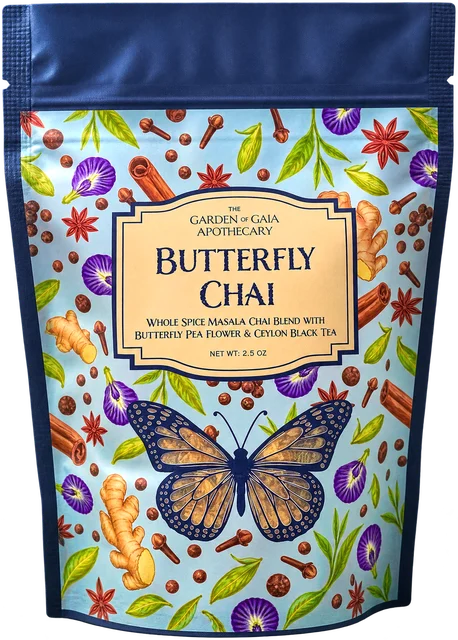 THE
GARDEN OF GAIA
APOTHECARY
BUTTERFLY
CHAI
WHOLE SPICE MASALA CHAI BLEND WITH
BUTTERFLY PEA FLOWER & CEYLON BLACK TEA
NET WT: 2.5 OZ